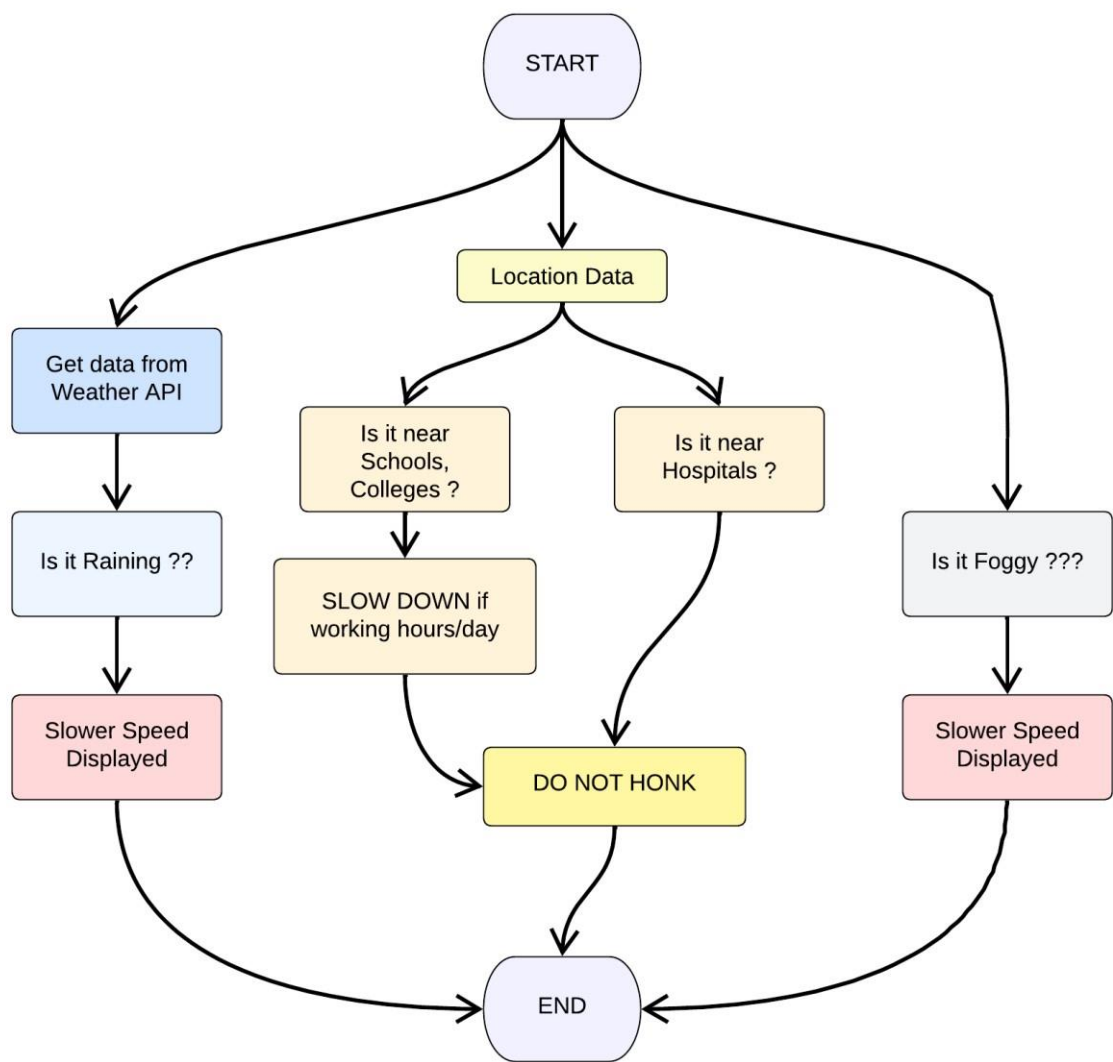 START
Location Data
Get data from
Weather API
Is it near
Schools,
Colleges ?
Is it near
Hospitals ?
Is it Raining ??
Is it Foggy ???
SLOW DOWN if
working hours/day
Slower Speed
Displayed
DO NOT HONK
Slower Speed
Displayed
END